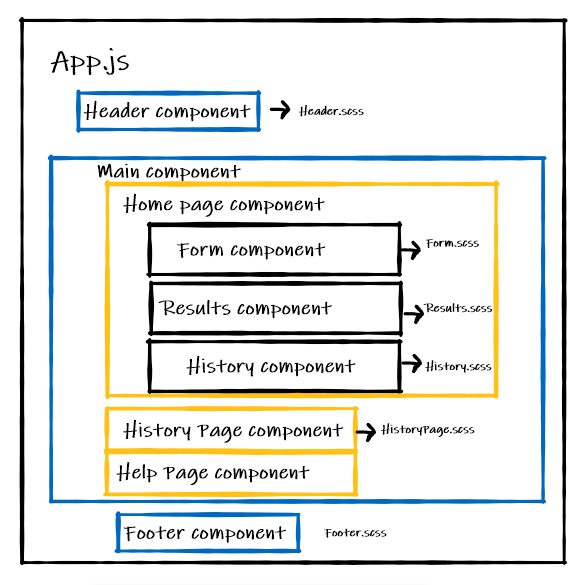 App.js
Header component
Header.scss
Main component
Home page component
Form component
Form.scss
Results component
Results.scss
History component
History.scss
History Page component
HistoryPage.scss
Help Page component
Footer component
Footer.scss